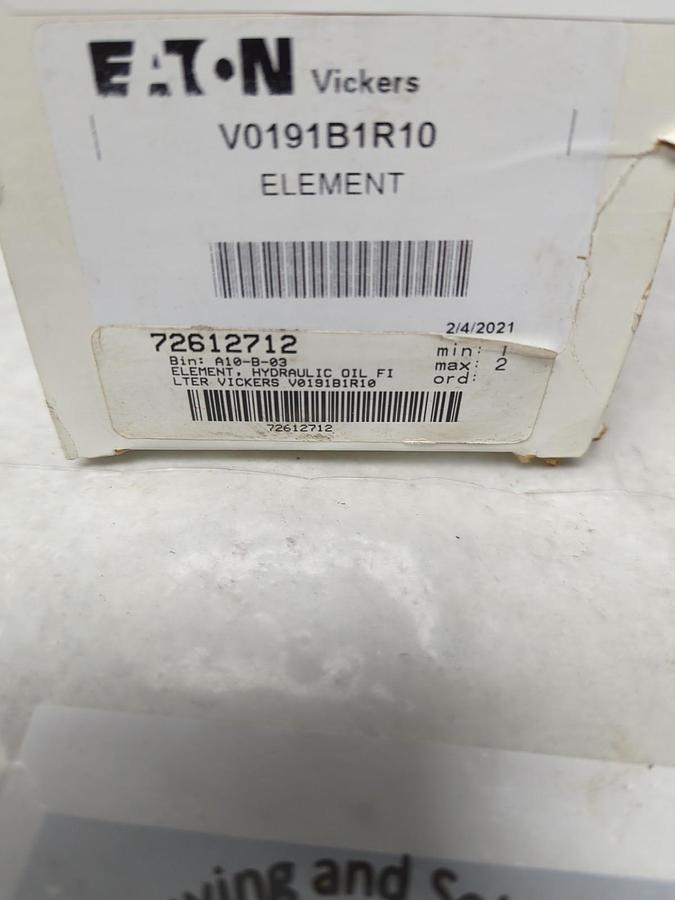 EATON Vickers
V0191B1R10
ELEMENT
2/4/2021
72612712
Bin: A10-B-03
ELEMENT, HYDRAULIC OIL FI
LTER VICKERS V0191B1R10
min: 1
max: 2
ord:
72612712
and